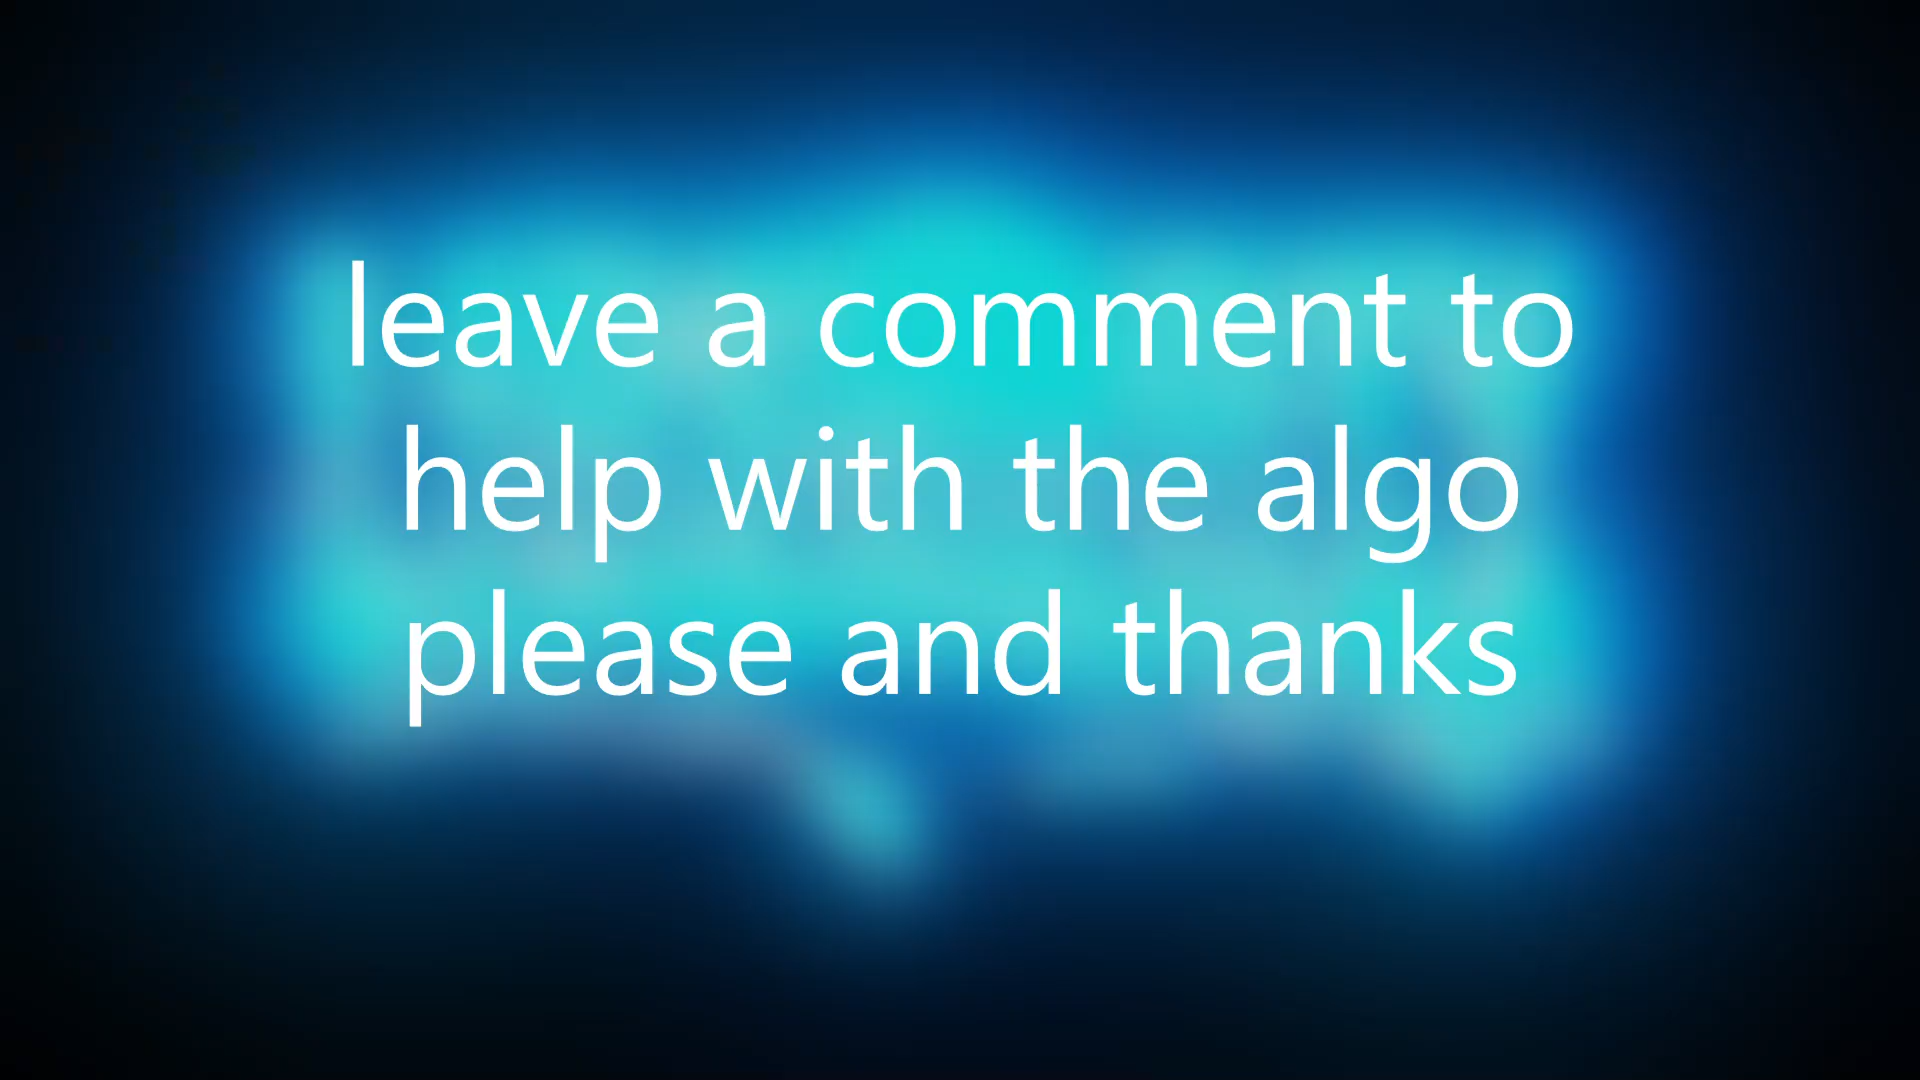 leave a comment to
help with the algo
please and thanks